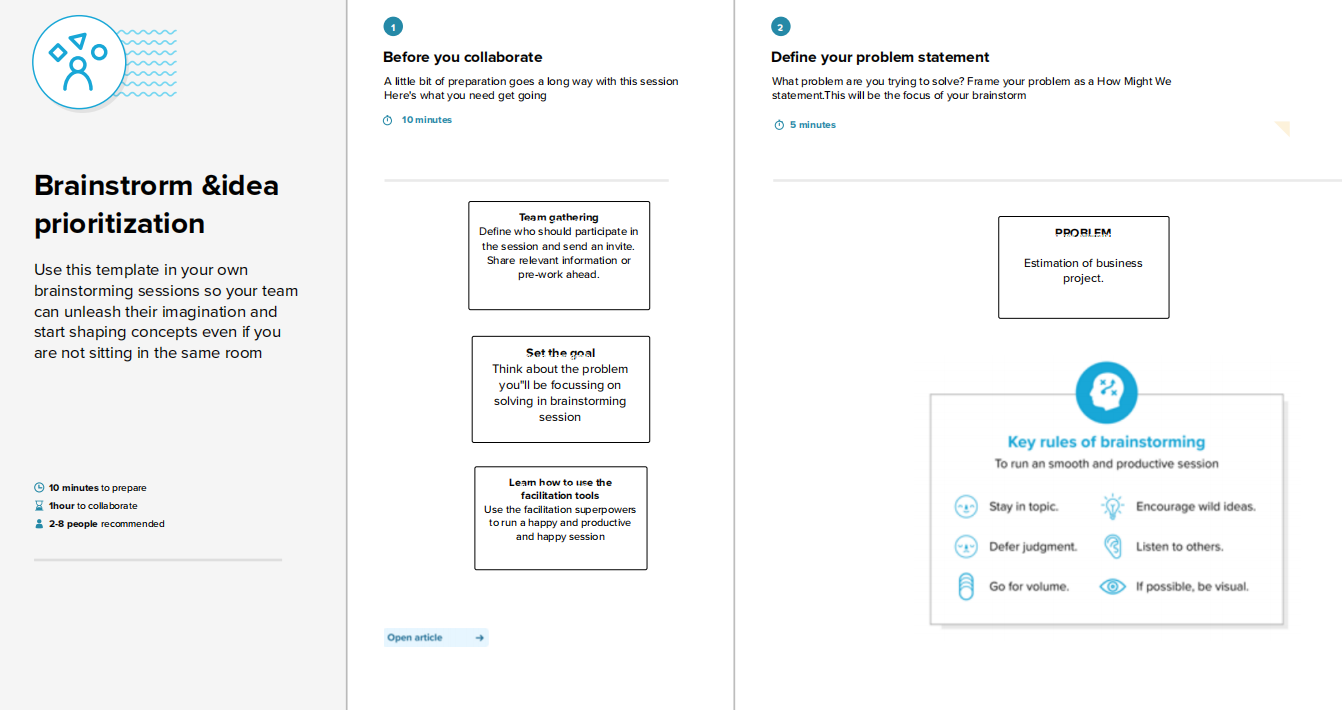 Brainstrorm &idea
prioritization
Use this template in your own
brainstorming sessions so your team
can unleash their imagination and
start shaping concepts even if you
are not sitting in the same room
10 minutes to prepare
1hour to collaborate
2-8 people recommended
1
Before you collaborate
A little bit of preparation goes a long way with this session
Here's what you need get going
10 minutes
Team gathering
Define who should participate in
the session and send an invite.
Share relevant information or
pre-work ahead.
Set the goal
Think about the problem
you"ll be focussing on
solving in brainstorming
session
Learn how to use the
facilitation tools
Use the facilitation superpowers
to run a happy and productive
and happy session
Open article
2
Define your problem statement
What problem are you trying to solve? Frame your problem as a How Might We
statement.This will be the focus of your brainstorm
5 minutes
PROBLEM
Estimation of business
project.
Key rules of brainstorming
To run an smooth and productive session
Stay in topic.
Encourage wild ideas.
Defer judgment.
Listen to others.
Go for volume.
If possible, be visual.